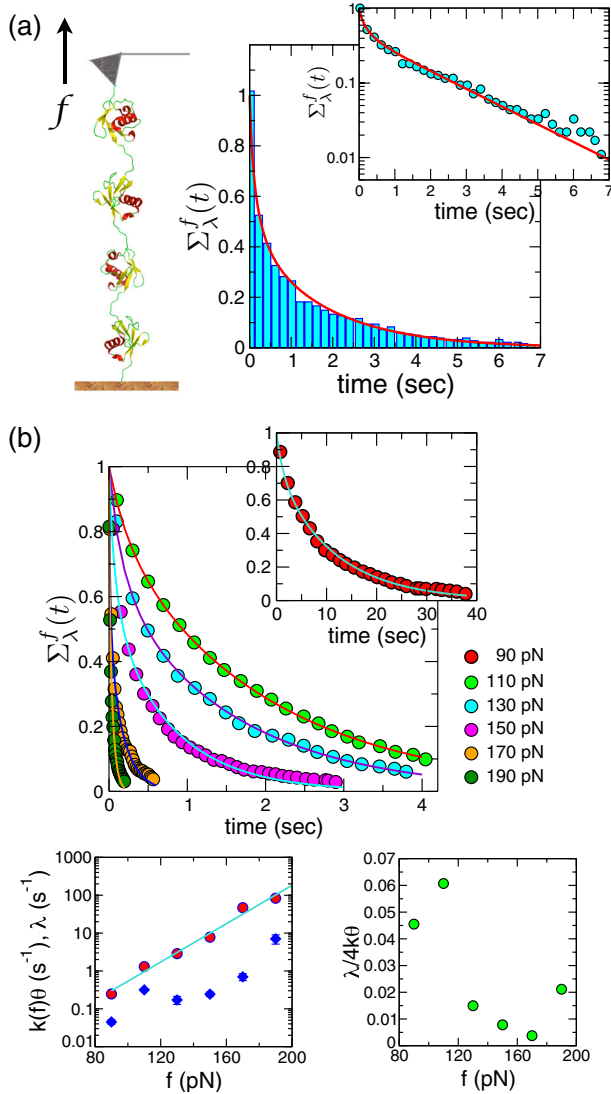 (a)
f
Σ_λ^f(t)
1
0.8
0.6
0.4
0.2
0
0 1 2 3 4 5 6 7
time (sec)
Σ_λ^f(t)
1
0.1
0.01
0 1 2 3 4 5 6 7
time (sec)
(b)
Σ_λ^f(t)
1
0.8
0.6
0.4
0.2
0
0 1 2 3 4
time (sec)
1
0.8
0.6
0.4
0.2
0
0 10 20 30 40
time (sec)
90 pN
110 pN
130 pN
150 pN
170 pN
190 pN
k(f)θ (s⁻¹), λ (s⁻¹)
1000
100
10
1
0.1
0.01
80 120 160 200
f (pN)
λ/4kθ
0.07
0.06
0.05
0.04
0.03
0.02
0.01
0
80 120 160 200
f (pN)